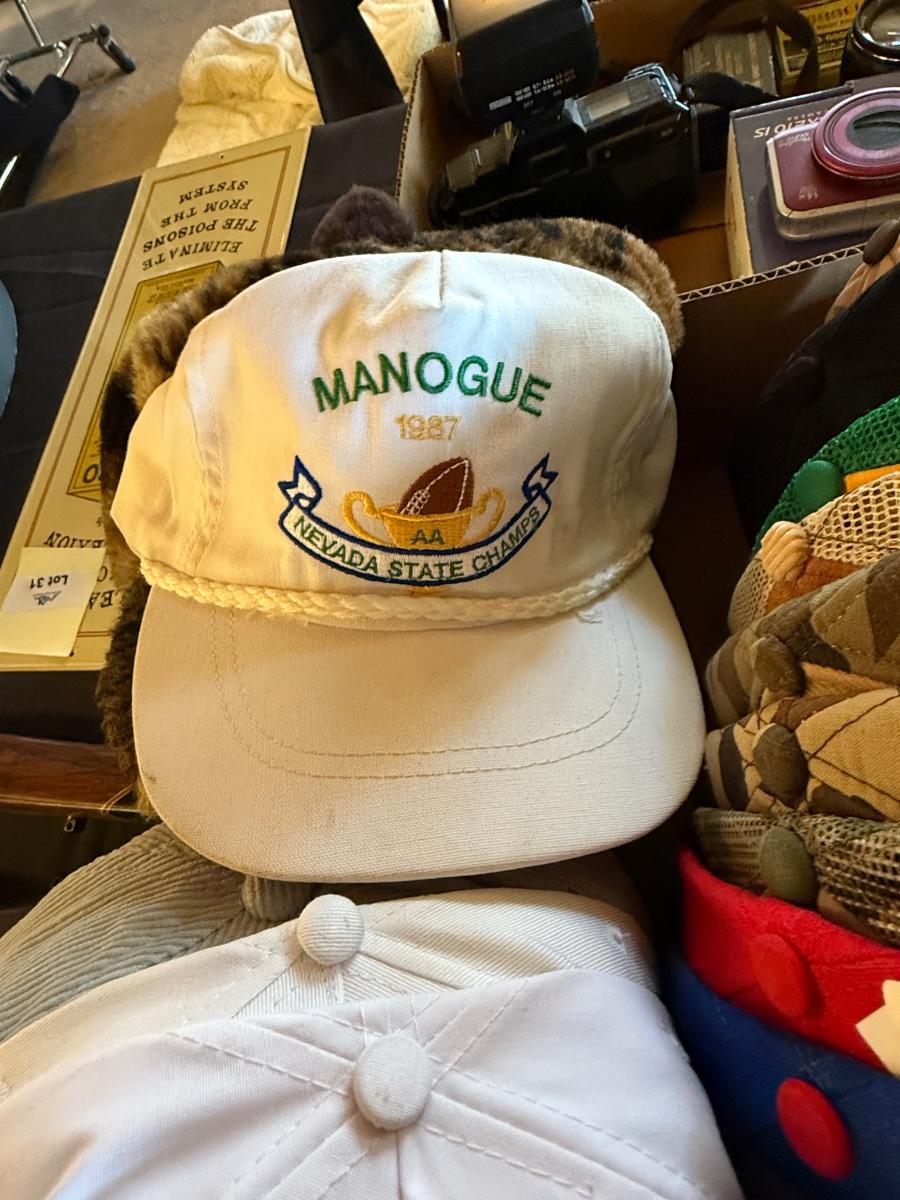 MANOGUE
1987
AA
NEVADA STATE CHAMPS
ELIMINATE
THE POISONS
FROM THE
SYSTEM
Lot 31